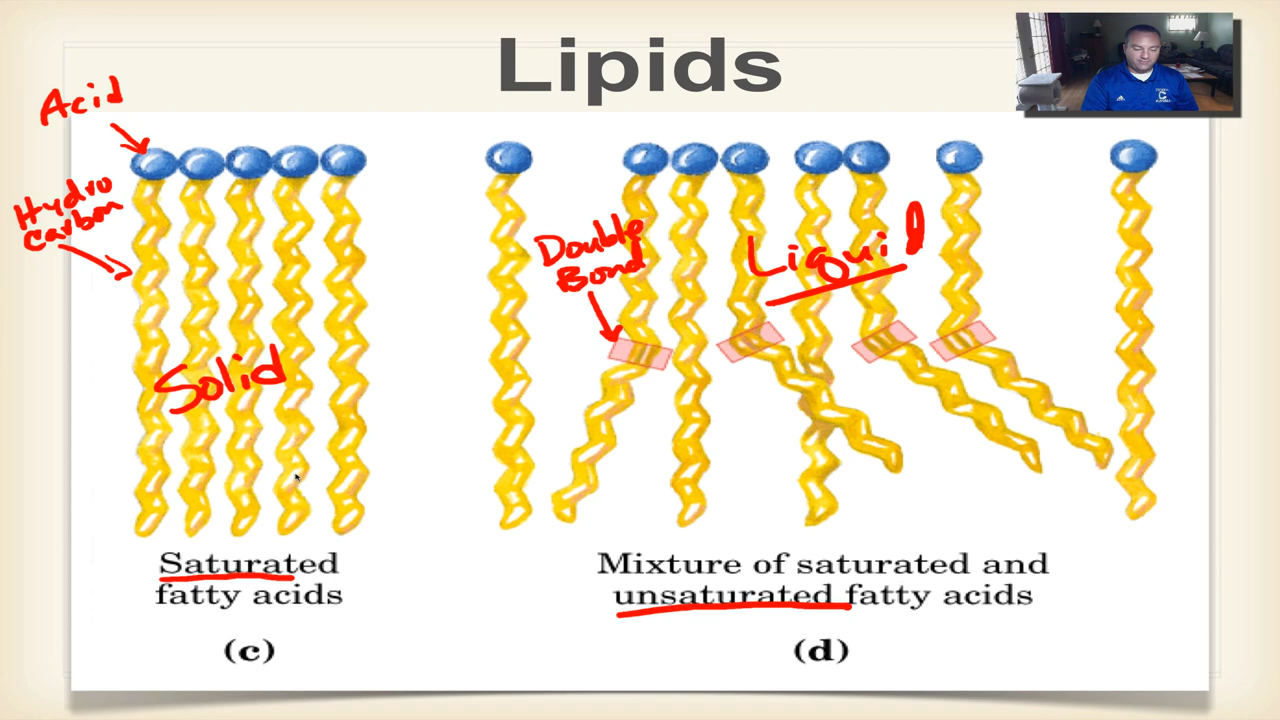 Lipids
Acid
Hydro
Carbon
Solid
Double
Bond
Liquid
Saturated
fatty acids
(c)
Mixture of saturated and
unsaturated fatty acids
(d)